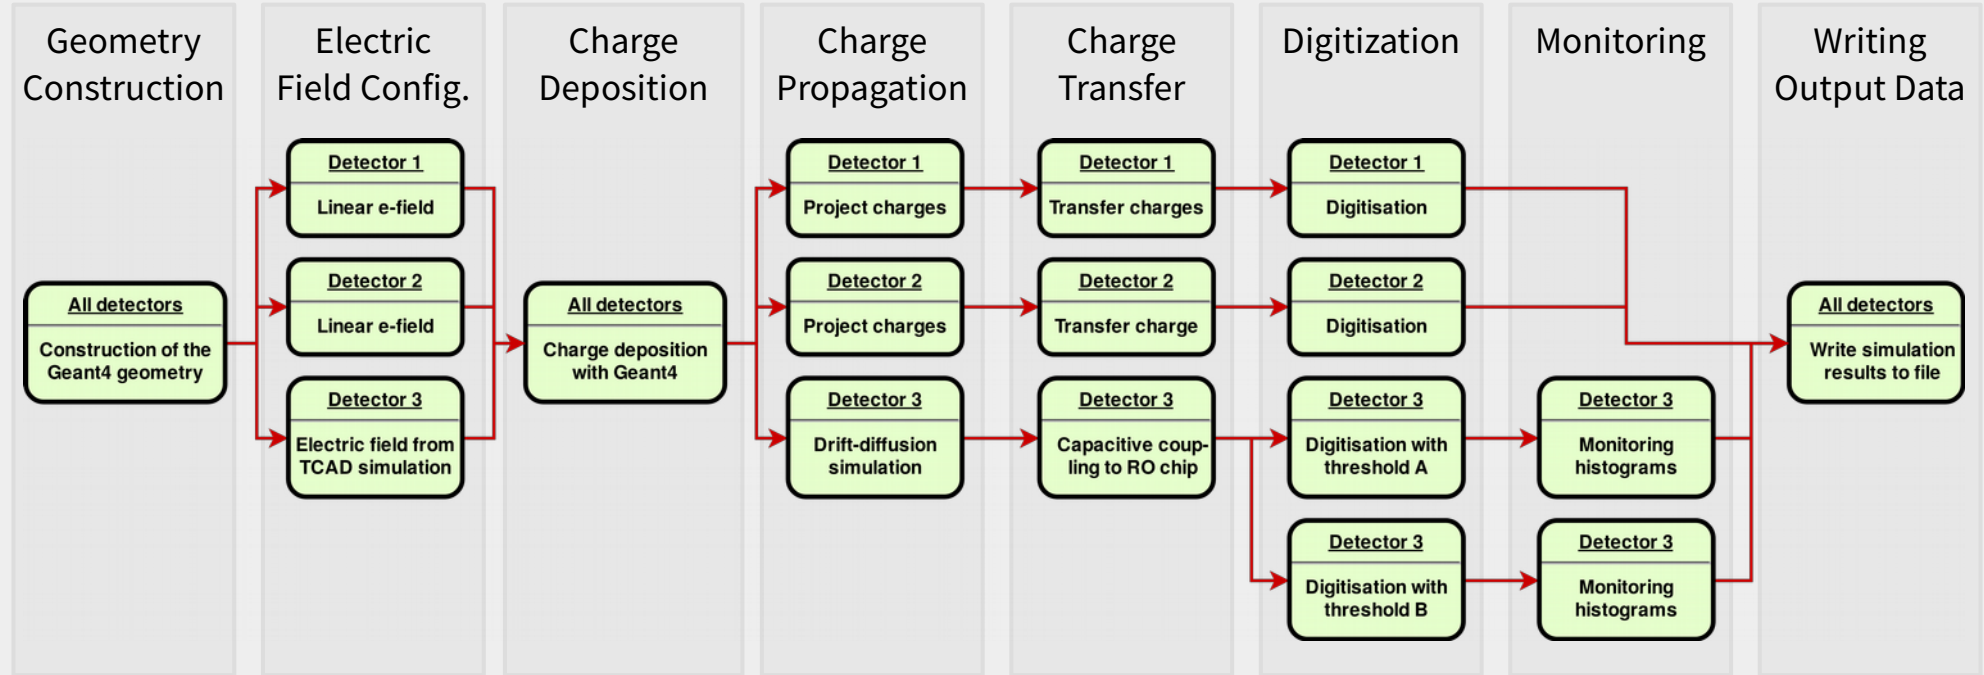 Geometry
Construction
Electric
Field Config.
Charge
Deposition
Charge
Propagation
Charge
Transfer
Digitization
Monitoring
Writing
Output Data
All detectors
Construction of the
Geant4 geometry
Detector 1
Linear e-field
Detector 2
Linear e-field
Detector 3
Electric field from
TCAD simulation
All detectors
Charge deposition
with Geant4
Detector 1
Project charges
Detector 2
Project charges
Detector 3
Drift-diffusion
simulation
Detector 1
Transfer charges
Detector 2
Transfer charge
Detector 3
Capacitive coup-
ling to RO chip
Detector 1
Digitisation
Detector 2
Digitisation
Detector 3
Digitisation with
threshold A
Detector 3
Digitisation with
threshold B
Detector 3
Monitoring
histograms
Detector 3
Monitoring
histograms
All detectors
Write simulation
results to file